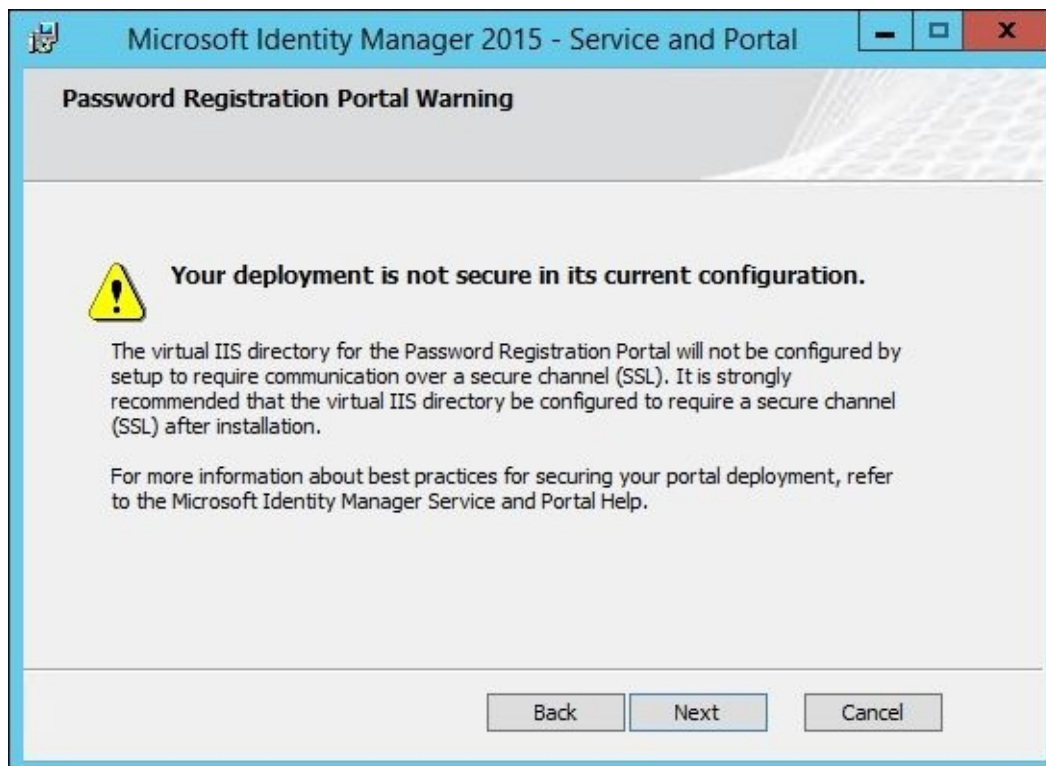 Microsoft Identity Manager 2015 - Service and Portal
Password Registration Portal Warning
Your deployment is not secure in its current configuration.
The virtual IIS directory for the Password Registration Portal will not be configured by
setup to require communication over a secure channel (SSL). It is strongly
recommended that the virtual IIS directory be configured to require a secure channel
(SSL) after installation.
For more information about best practices for securing your portal deployment, refer
to the Microsoft Identity Manager Service and Portal Help.
Back Next Cancel